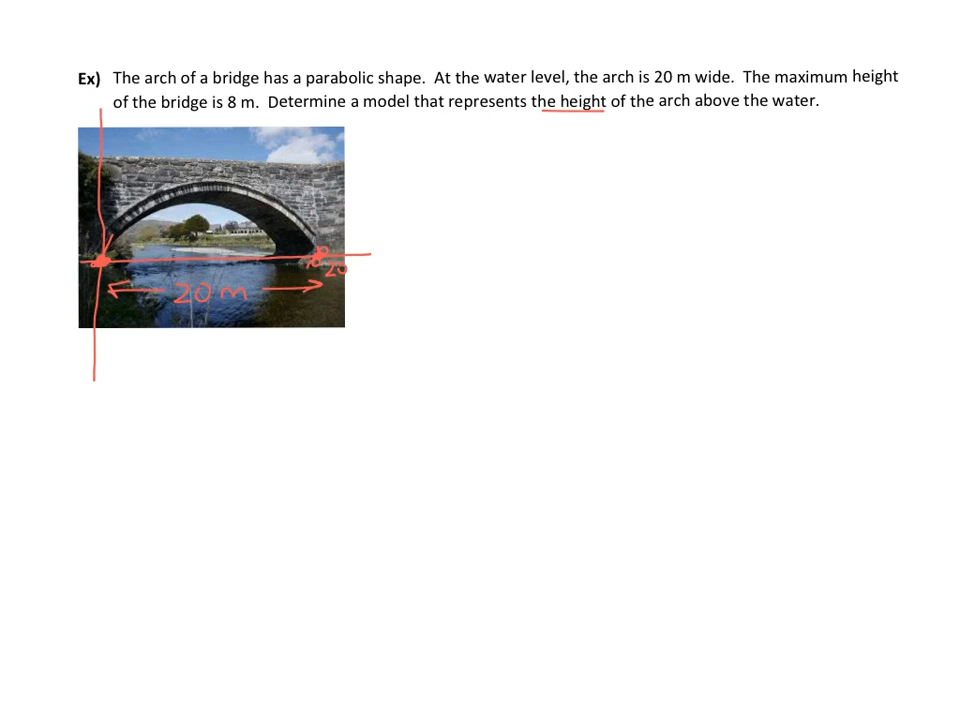 Ex) The arch of a bridge has a parabolic shape. At the water level, the arch is 20 m wide. The maximum height
of the bridge is 8 m. Determine a model that represents the height of the arch above the water.
20
20 m